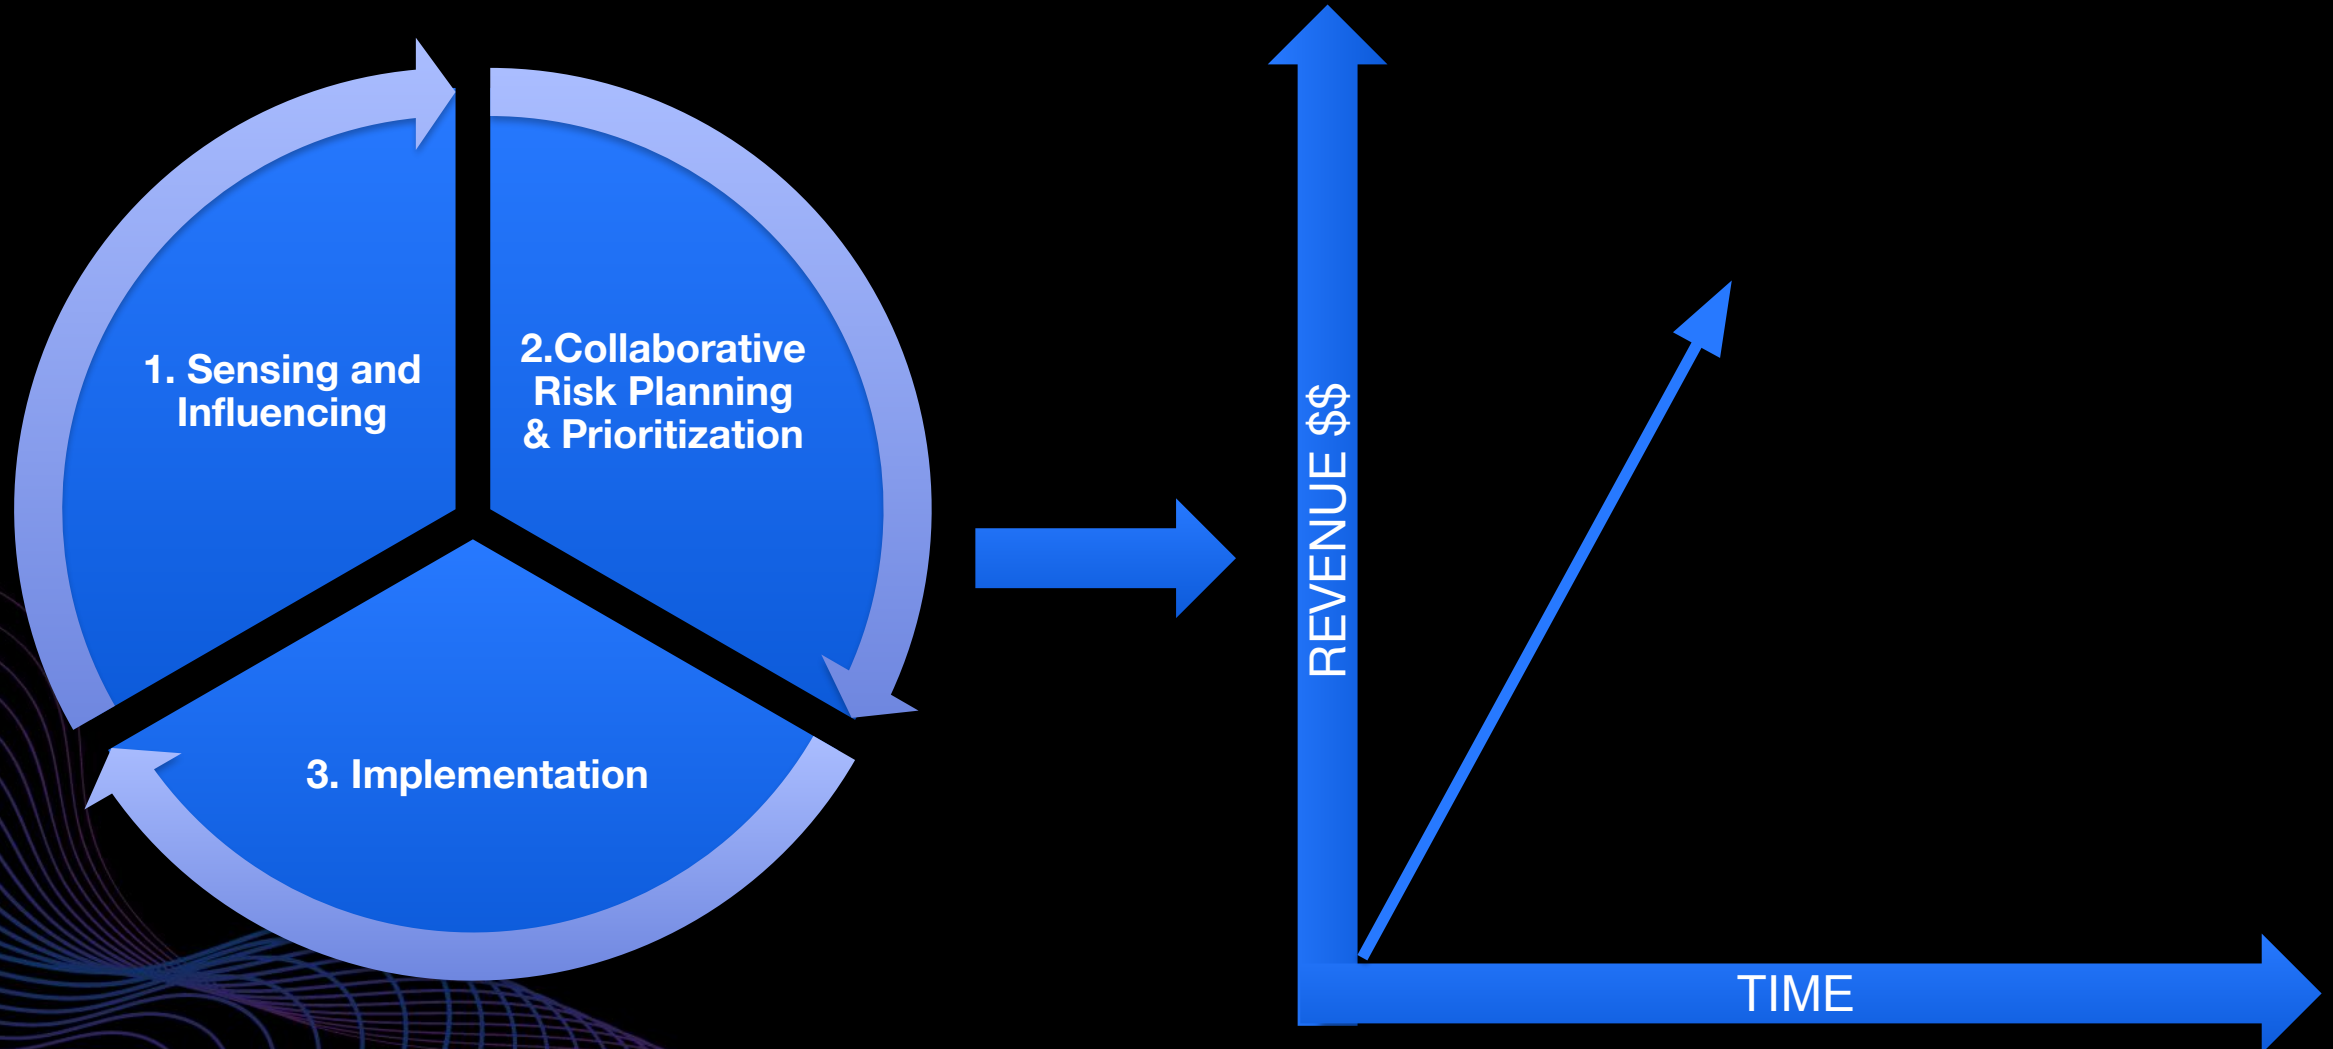 1. Sensing and
Influencing
2.Collaborative
Risk Planning
& Prioritization
3. Implementation
REVENUE $$
TIME